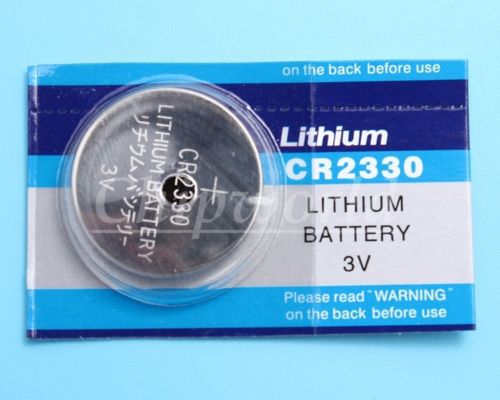 on the back before use
Lithium
CR2330
LITHIUM
BATTERY
3V
Please read "WARNING"
on the back before use.
+
CR2330
LITHIUM BATTERY
リチウムバッテリー
3V